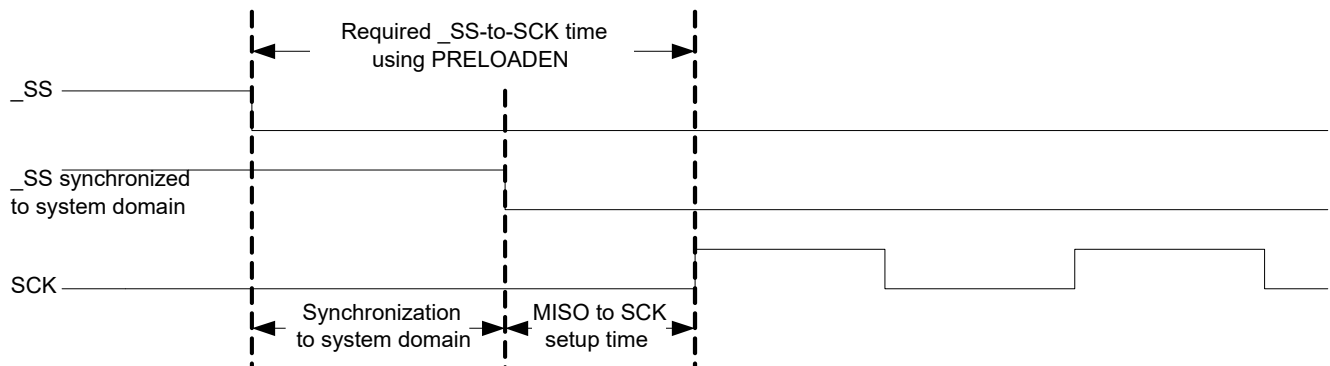 Required _SS-to-SCK time
using PRELOADEN
_SS
_SS synchronized
to system domain
SCK
Synchronization
to system domain
MISO to SCK
setup time